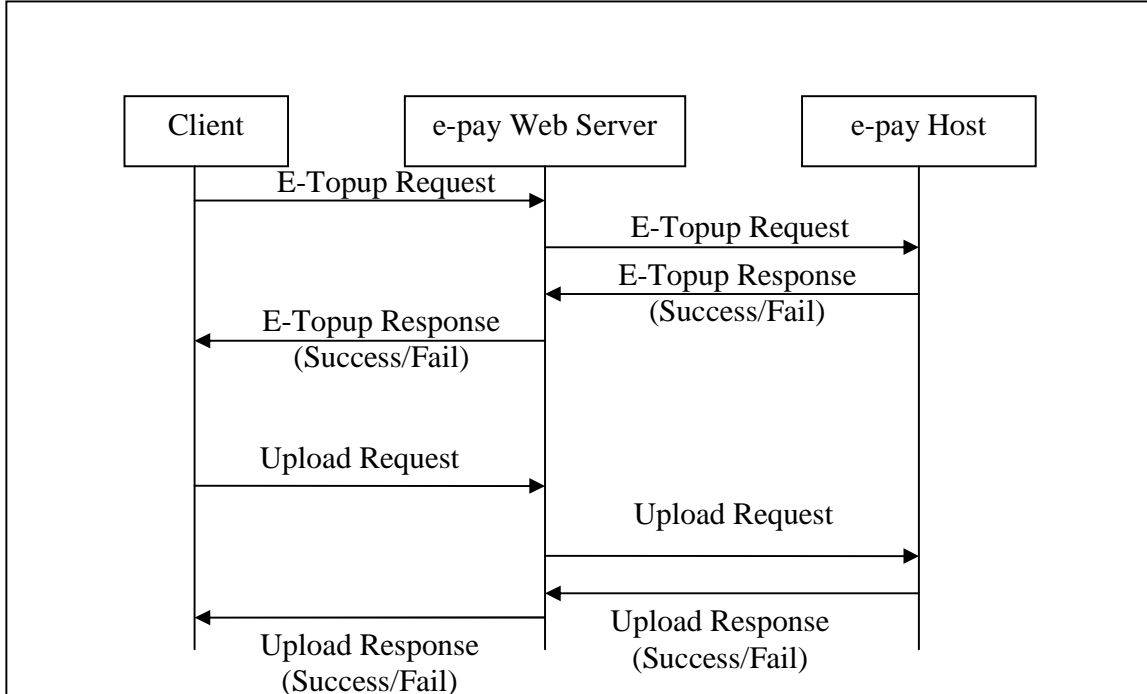 Client
e-pay Web Server
e-pay Host
E-Topup Request
E-Topup Request
E-Topup Response
(Success/Fail)
E-Topup Response
(Success/Fail)
Upload Request
Upload Request
Upload Response
(Success/Fail)
Upload Response
(Success/Fail)